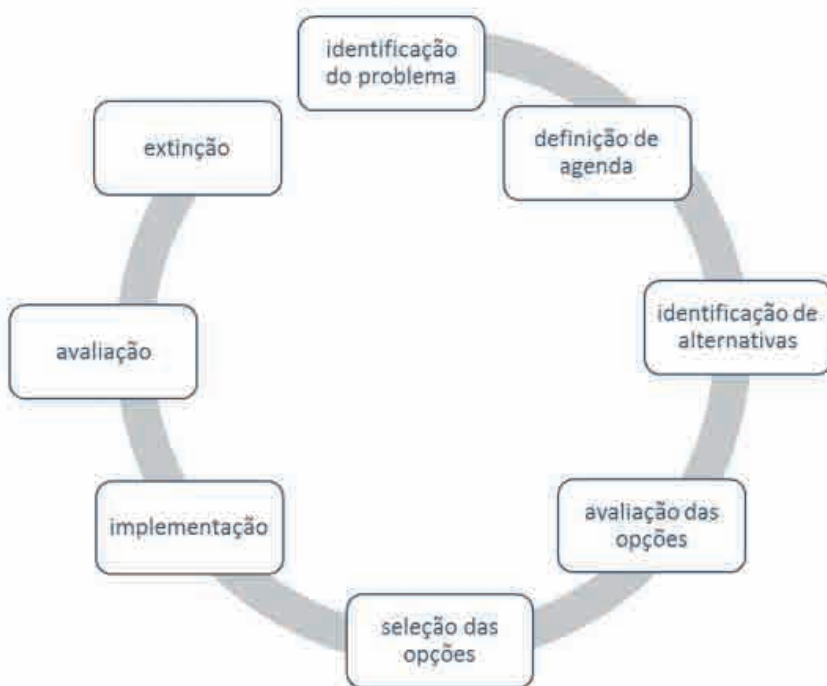 identificação
do problema
definição de
agenda
identificação de
alternativas
avaliação das
opções
seleção das
opções
implementação
avaliação
extinção